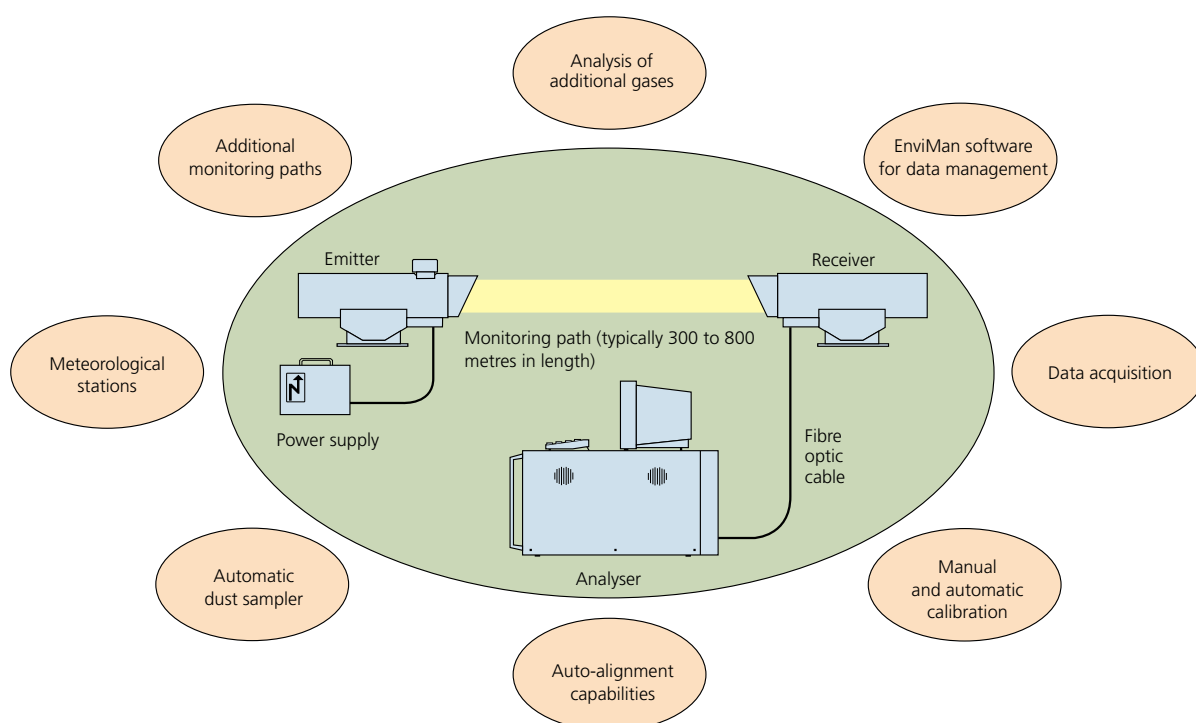 Analysis of
additional gases
Additional
monitoring paths
EnviMan software
for data management
Emitter
Receiver
Monitoring path (typically 300 to 800
metres in length)
Meteorological
stations
Data acquisition
Power supply
Fibre
optic
cable
Analyser
Automatic
dust sampler
Manual
and automatic
calibration
Auto-alignment
capabilities